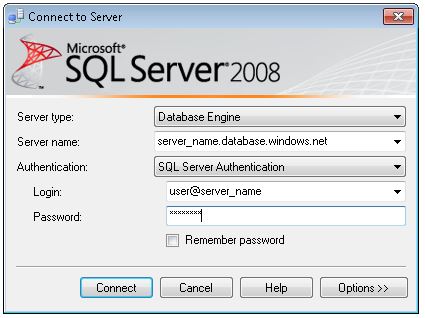 Connect to Server
Microsoft®
SQL Server® 2008
Server type: Database Engine
Server name: server_name.database.windows.net
Authentication: SQL Server Authentication
Login: user@server_name
Password: ××××××××
Remember password
Connect Cancel Help Options >>